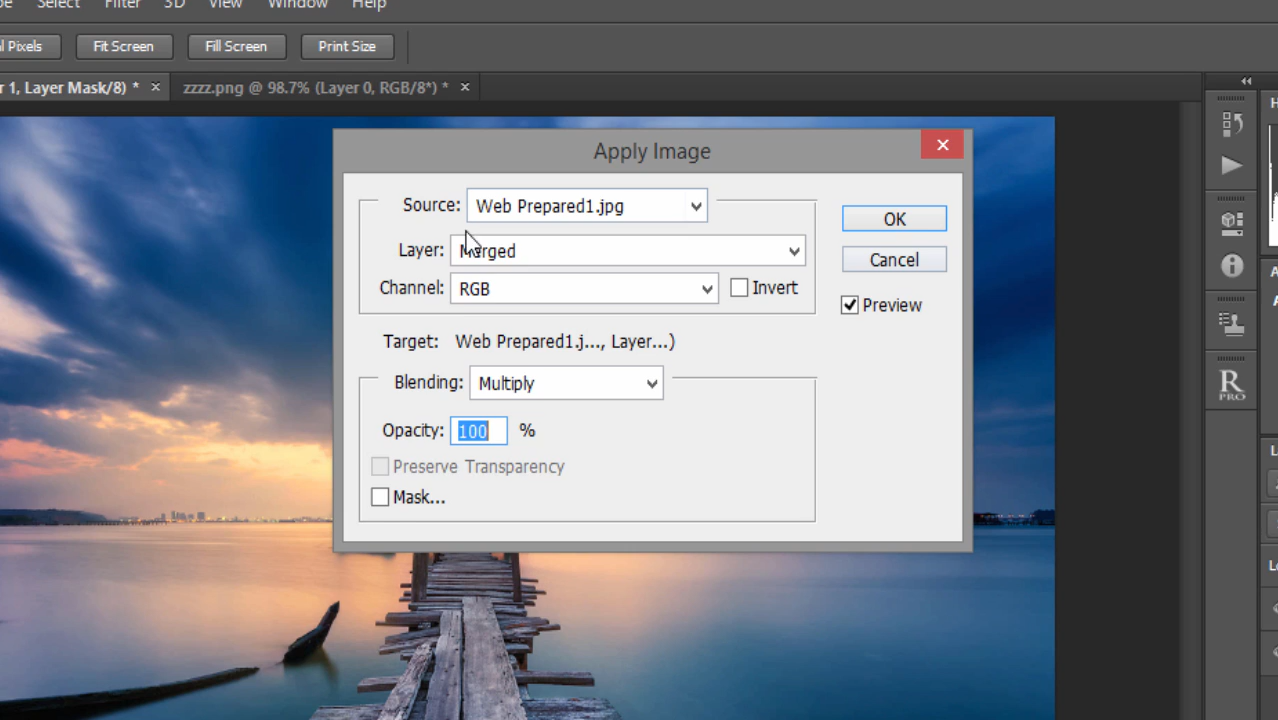 Select Filter 3D View Window Help
l Pixels Fit Screen Fill Screen Print Size
r 1, Layer Mask/8) * × zzzz.png @ 98.7% (Layer 0, RGB/8*) * ×
Apply Image
Source: Web Prepared1.jpg
OK
Layer: Merged
Cancel
Channel: RGB Invert
Preview
Target: Web Prepared1.j..., Layer...)
Blending: Multiply
Opacity: 100 %
Preserve Transparency
Mask...
R
PRO